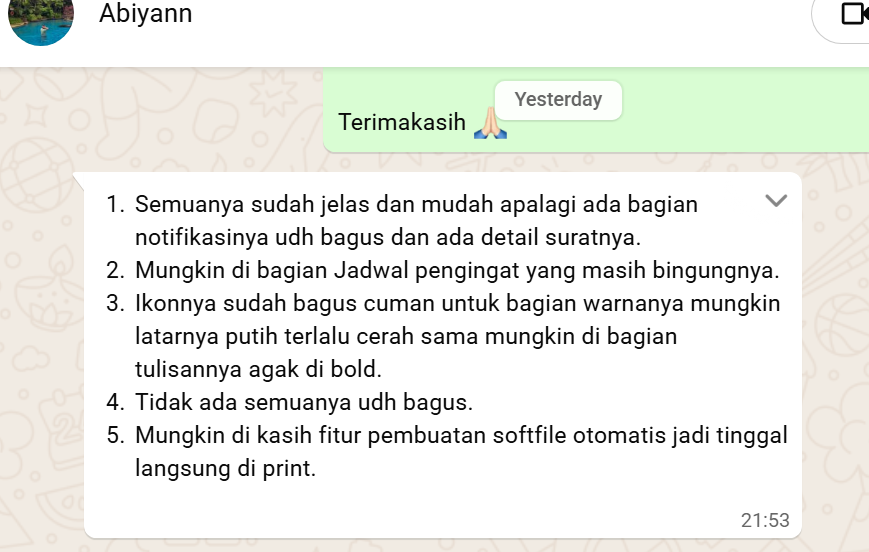 Abiyann
Yesterday
Terimakasih 🙏🏻
1. Semuanya sudah jelas dan mudah apalagi ada bagian
notifikasinya udh bagus dan ada detail suratnya.
2. Mungkin di bagian Jadwal pengingat yang masih bingungnya.
3. Ikonnya sudah bagus cuman untuk bagian warnanya mungkin
latarnya putih terlalu cerah sama mungkin di bagian
tulisannya agak di bold.
4. Tidak ada semuanya udh bagus.
5. Mungkin di kasih fitur pembuatan softfile otomatis jadi tinggal
langsung di print.
21:53